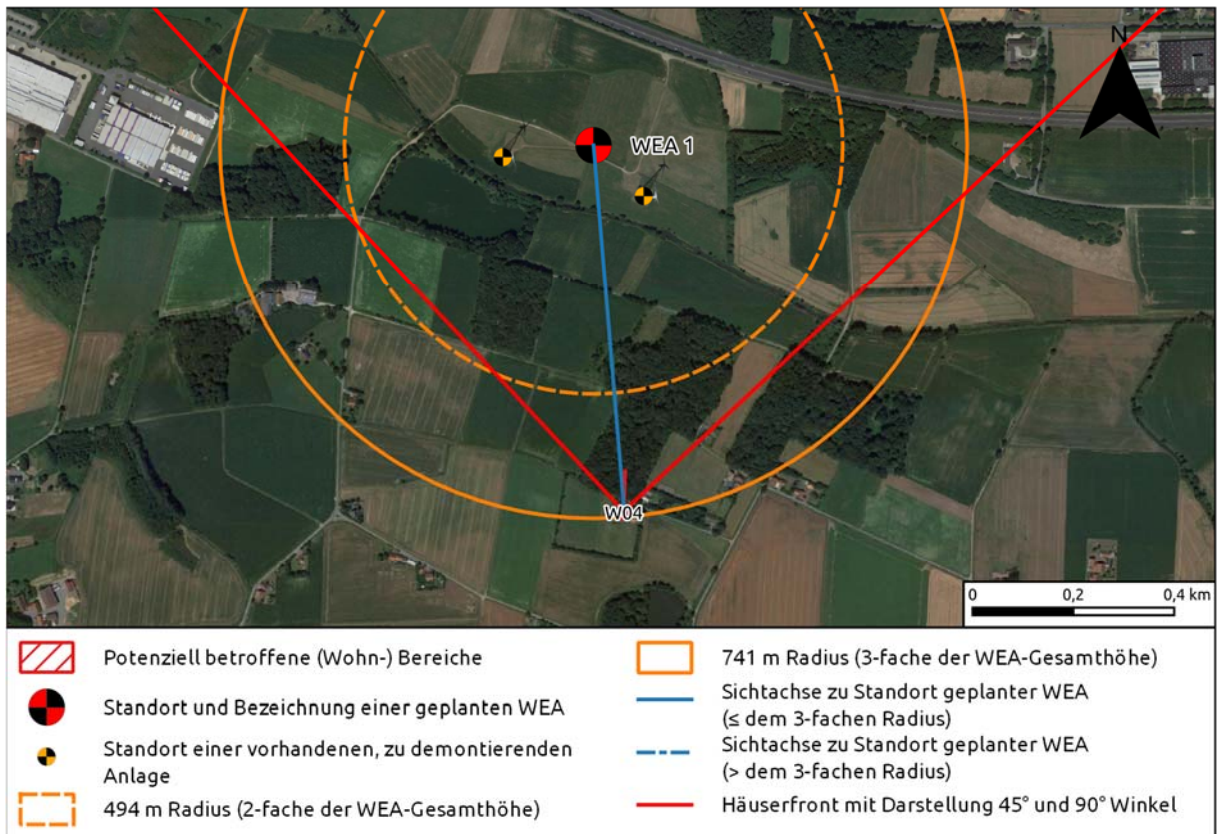 N
WEA 1
W04
0 0,2 0,4 km
Potenziell betroffene (Wohn-) Bereiche
Standort und Bezeichnung einer geplanten WEA
Standort einer vorhandenen, zu demontierenden
Anlage
494 m Radius (2-fache der WEA-Gesamthöhe)
741 m Radius (3-fache der WEA-Gesamthöhe)
Sichtachse zu Standort geplanter WEA
(≤ dem 3-fachen Radius)
Sichtachse zu Standort geplanter WEA
(> dem 3-fachen Radius)
Häuserfront mit Darstellung 45° und 90° Winkel